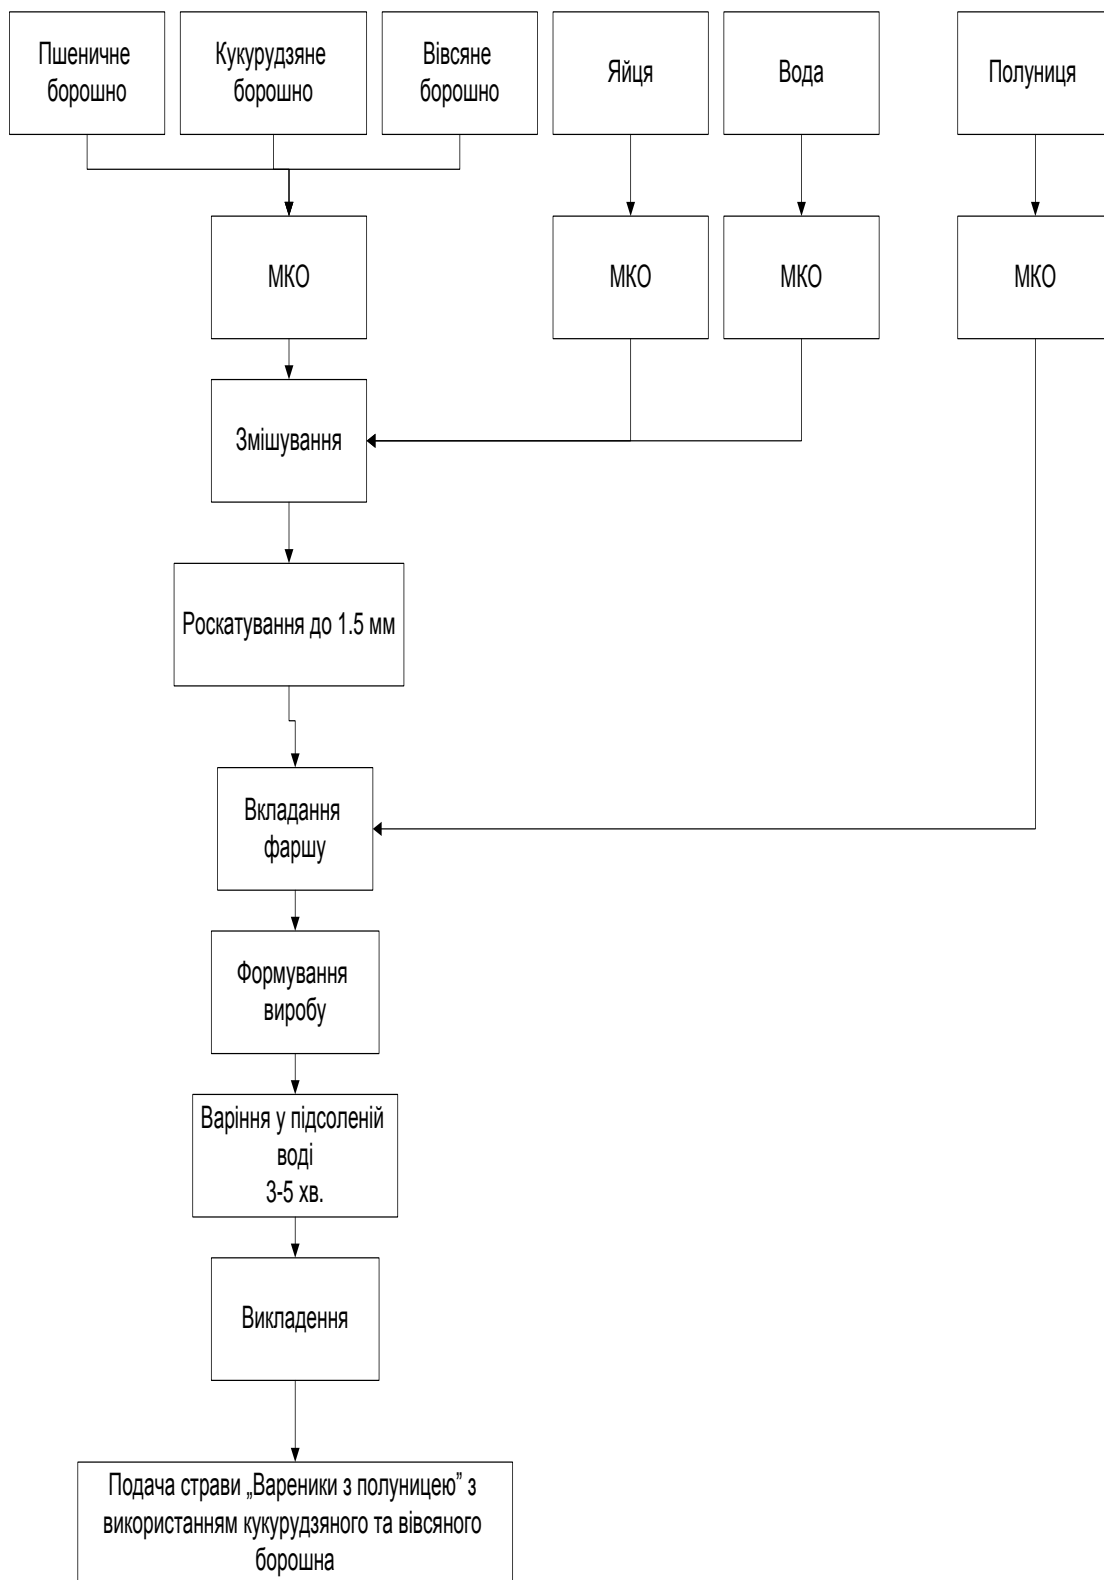 Пшеничне
борошно
Кукурудзяне
борошно
Вівсяне
борошно
Яйця
Вода
Полуниця
МКО
МКО
МКО
МКО
Змішування
Роскатування до 1.5 мм
Вкладання
фаршу
Формування
виробу
Варіння у підсоленій
воді
3-5 хв.
Викладення
Подача страви „Вареники з полуницею” з
використанням кукурудзяного та вівсяного
борошна